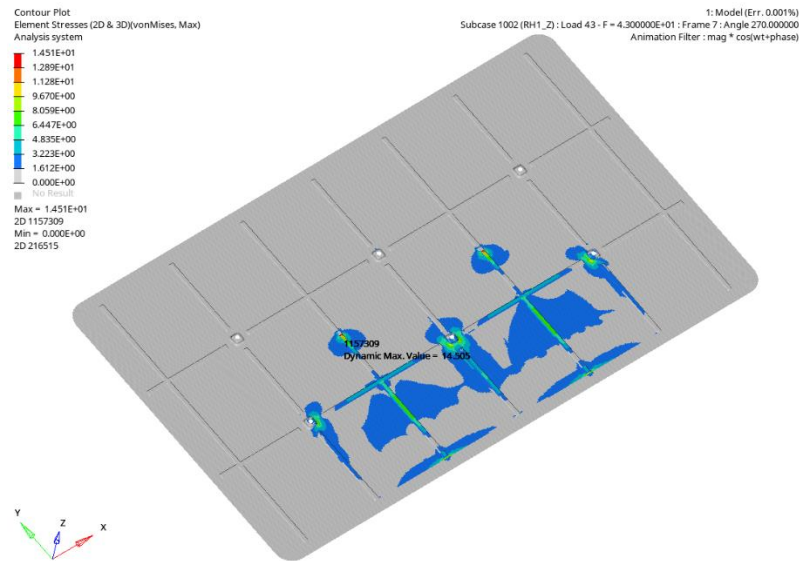 Contour Plot
Element Stresses (2D & 3D)(vonMises, Max)
Analysis system
1.451E+01
1.289E+01
1.128E+01
9.670E+00
8.059E+00
6.447E+00
4.835E+00
3.223E+00
1.612E+00
0.000E+00
No Result
Max = 1.451E+01
2D 1157309
Min = 0.000E+00
2D 216515
1: Model (Err. 0.001%)
Subcase 1002 (RH1_Z) : Load 43 - F = 4.300000E+01 : Frame 7 : Angle 270.000000
Animation Filter : mag * cos(wt+phase)
1157309
Dynamic Max. Value = 14.505
Y
Z
X